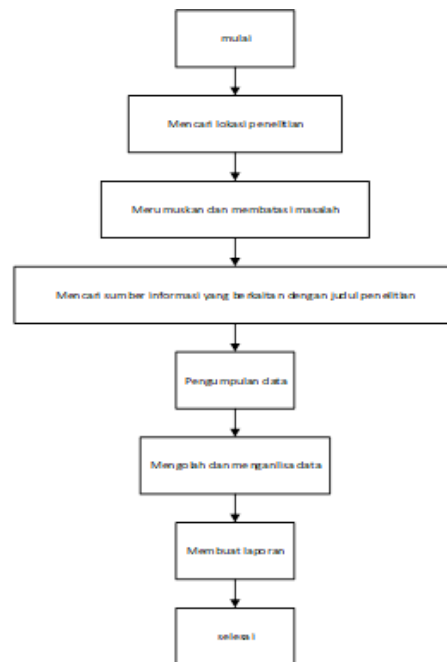 mulai
Mencari lokasi penelitian
Merumuskan dan membatasi masalah
Mencari sumber informasi yang berkaitan dengan judul penelitian
Pengumpulan data
Mengolah dan menganilsa data
Membuat laporan
selesai